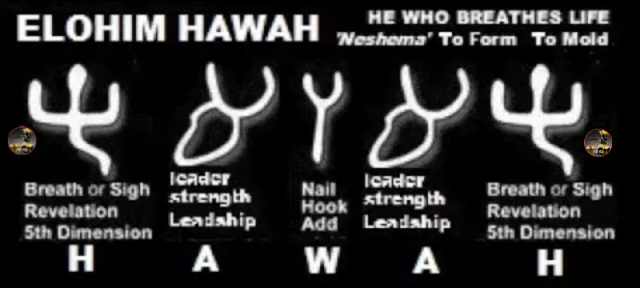 ELOHIM HAWAH
HE WHO BREATHES LIFE
'Neshema' To Form To Mold
Breath or Sigh
Revelation
5th Dimension
leader
strength
Leadship
Nail
Hook
Add
leader
strength
Leadship
Breath or Sigh
Revelation
5th Dimension
H A W A H